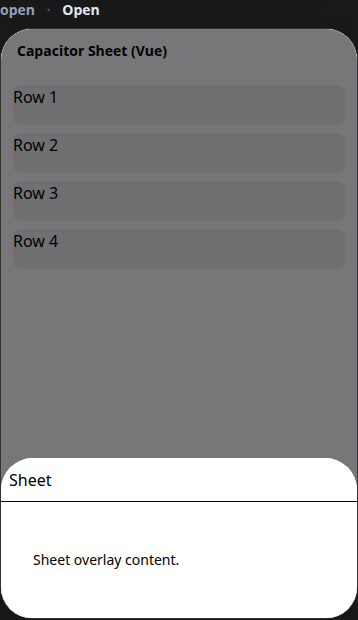 open · Open
Capacitor Sheet (Vue)
Row 1
Row 2
Row 3
Row 4
Sheet
Sheet overlay content.